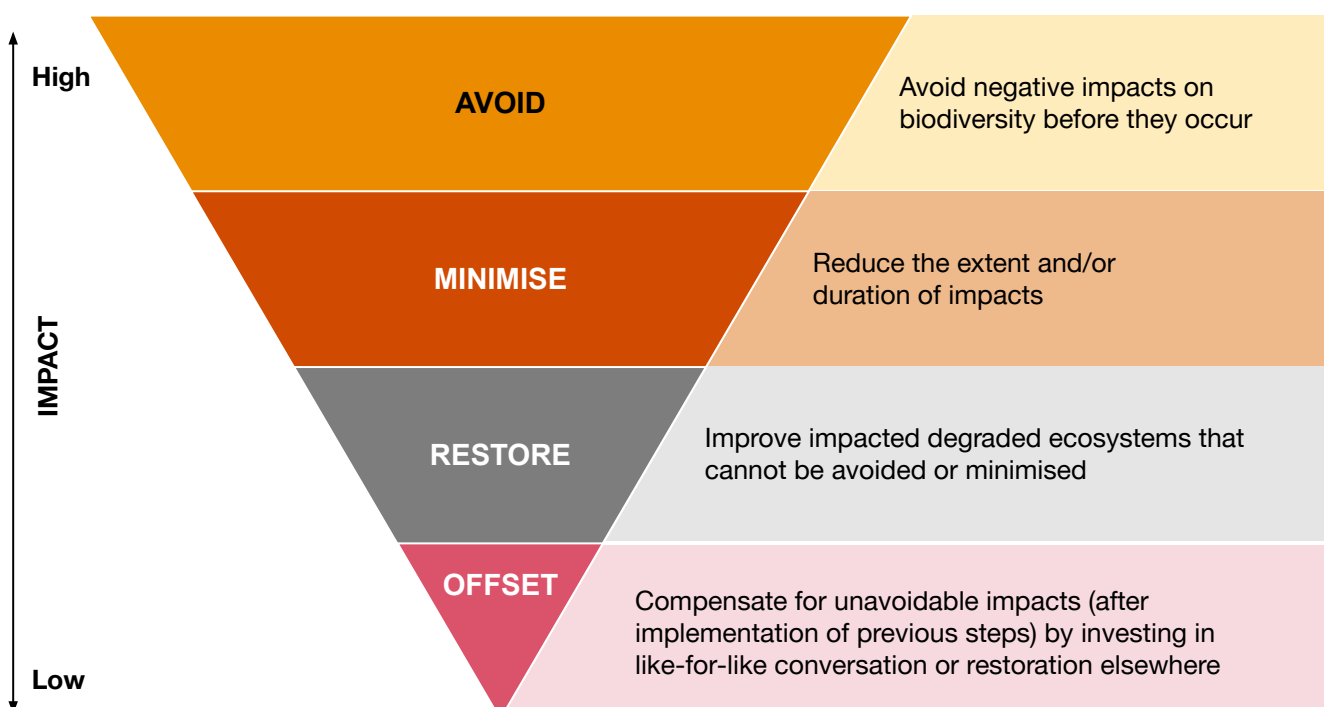 High
AVOID
Avoid negative impacts on
biodiversity before they occur
MINIMISE
Reduce the extent and/or
duration of impacts
IMPACT
RESTORE
Improve impacted degraded ecosystems that
cannot be avoided or minimised
OFFSET
Compensate for unavoidable impacts (after
implementation of previous steps) by investing in
like-for-like conversation or restoration elsewhere
Low